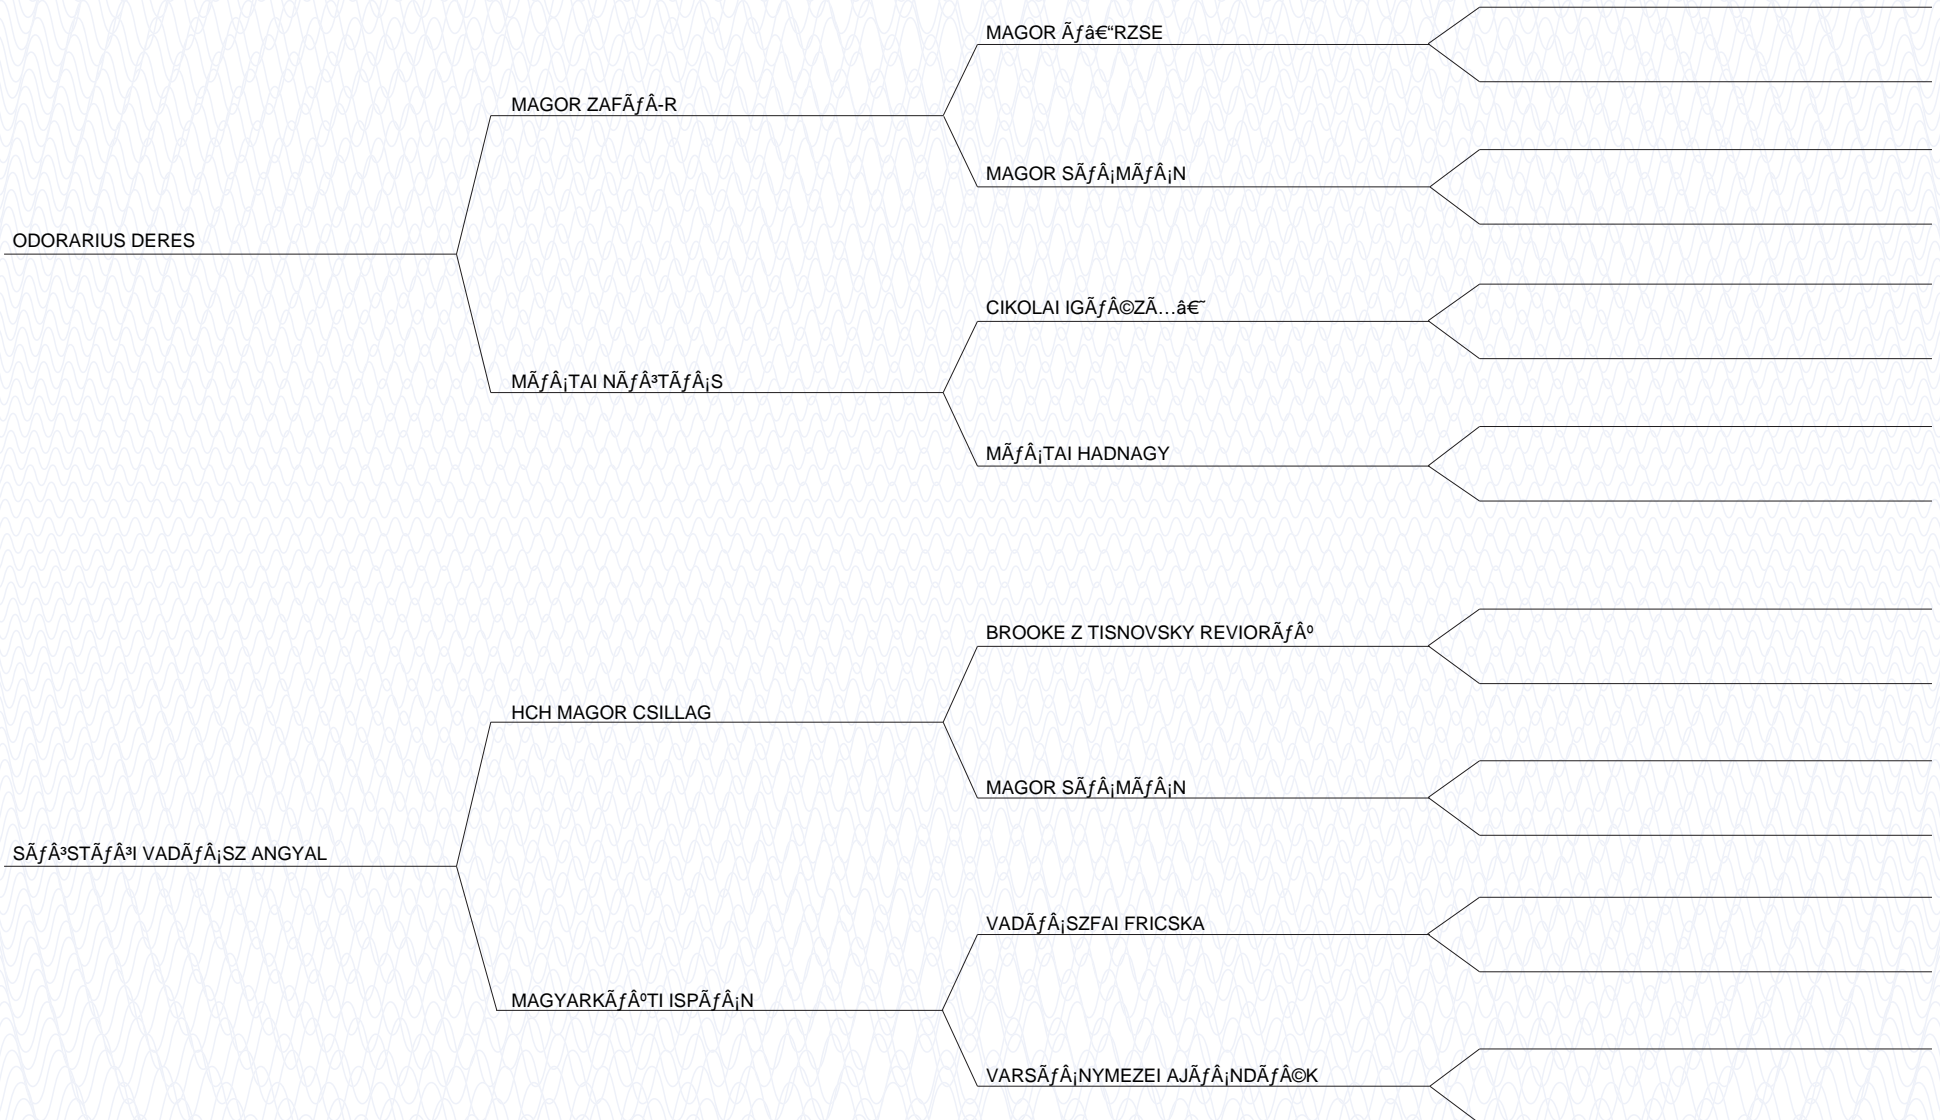 MAGOR Ãƒâ€“RZSE
MAGOR ZAFÃƒÂ-R
MAGOR SÃƒÂ¡MÃƒÂ¡N
ODORARIUS DERES
CIKOLAI IGÃƒÂ©ZÃ…â€˜
MÃƒÂ¡TAI NÃƒÂ³TÃƒÂ¡S
MÃƒÂ¡TAI HADNAGY
BROOKE Z TISNOVSKY REVIORÃƒÂº
HCH MAGOR CSILLAG
MAGOR SÃƒÂ¡MÃƒÂ¡N
SÃƒÂ³STÃƒÂ³I VADÃƒÂ¡SZ ANGYAL
VADÃƒÂ¡SZFAI FRICSKA
MAGYARKÃƒÂºTI ISPÃƒÂ¡N
VARSÃƒÂ¡NYMEZEI AJÃƒÂ¡NDÃƒÂ©K